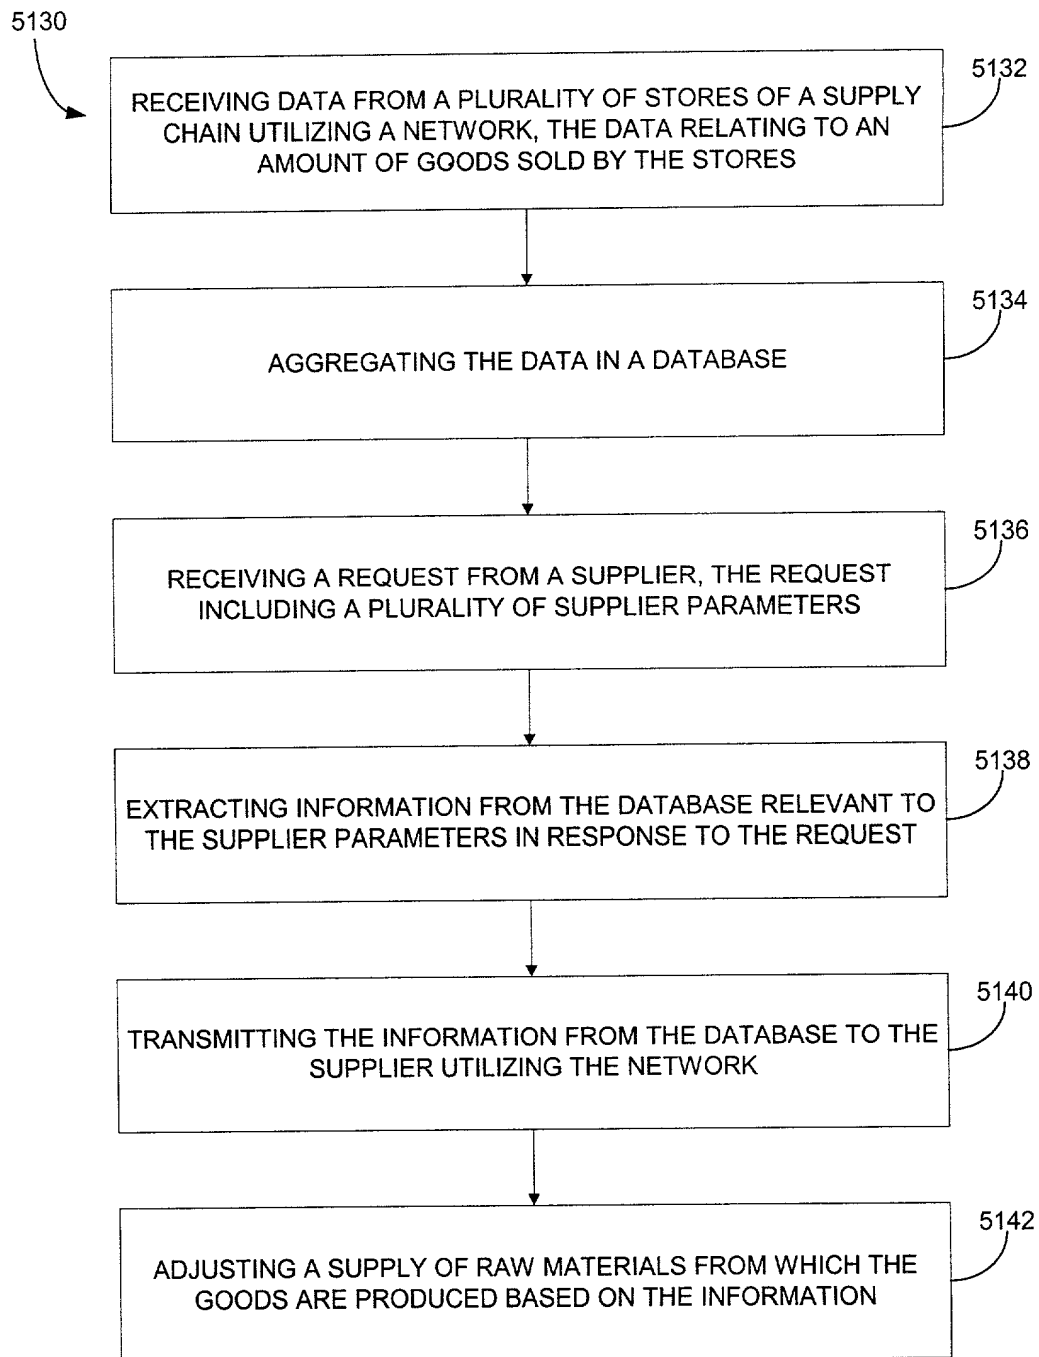 5130
5132
RECEIVING DATA FROM A PLURALITY OF STORES OF A SUPPLY
CHAIN UTILIZING A NETWORK, THE DATA RELATING TO AN
AMOUNT OF GOODS SOLD BY THE STORES
5134
AGGREGATING THE DATA IN A DATABASE
5136
RECEIVING A REQUEST FROM A SUPPLIER, THE REQUEST
INCLUDING A PLURALITY OF SUPPLIER PARAMETERS
5138
EXTRACTING INFORMATION FROM THE DATABASE RELEVANT TO
THE SUPPLIER PARAMETERS IN RESPONSE TO THE REQUEST
5140
TRANSMITTING THE INFORMATION FROM THE DATABASE TO THE
SUPPLIER UTILIZING THE NETWORK
5142
ADJUSTING A SUPPLY OF RAW MATERIALS FROM WHICH THE
GOODS ARE PRODUCED BASED ON THE INFORMATION